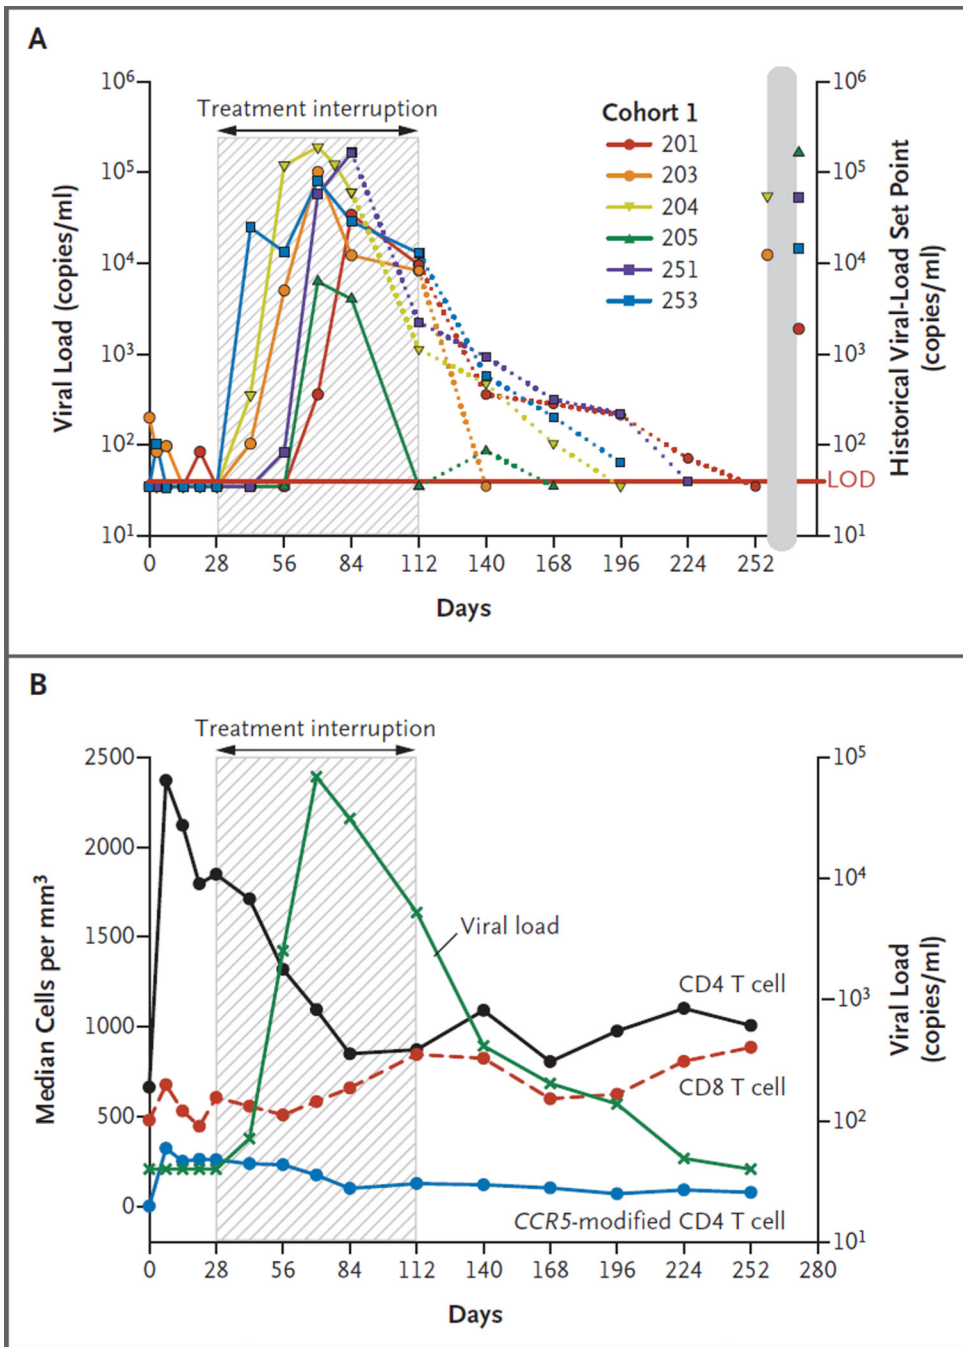 A
Treatment interruption
Cohort 1
201
203
204
205
251
253
Viral Load (copies/ml)
10⁶
10⁵
10⁴
10³
10²
10¹
10⁶
10⁵
10⁴
10³
10²
LOD
10¹
Historical Viral-Load Set Point
(copies/ml)
0 28 56 84 112 140 168 196 224 252
Days
B
Treatment interruption
Median Cells per mm³
2500
2000
1500
1000
500
0
Viral load
CD4 T cell
CD8 T cell
CCR5-modified CD4 T cell
10⁵
10⁴
10³
10²
10¹
Viral Load
(copies/ml)
0 28 56 84 112 140 168 196 224 252 280
Days